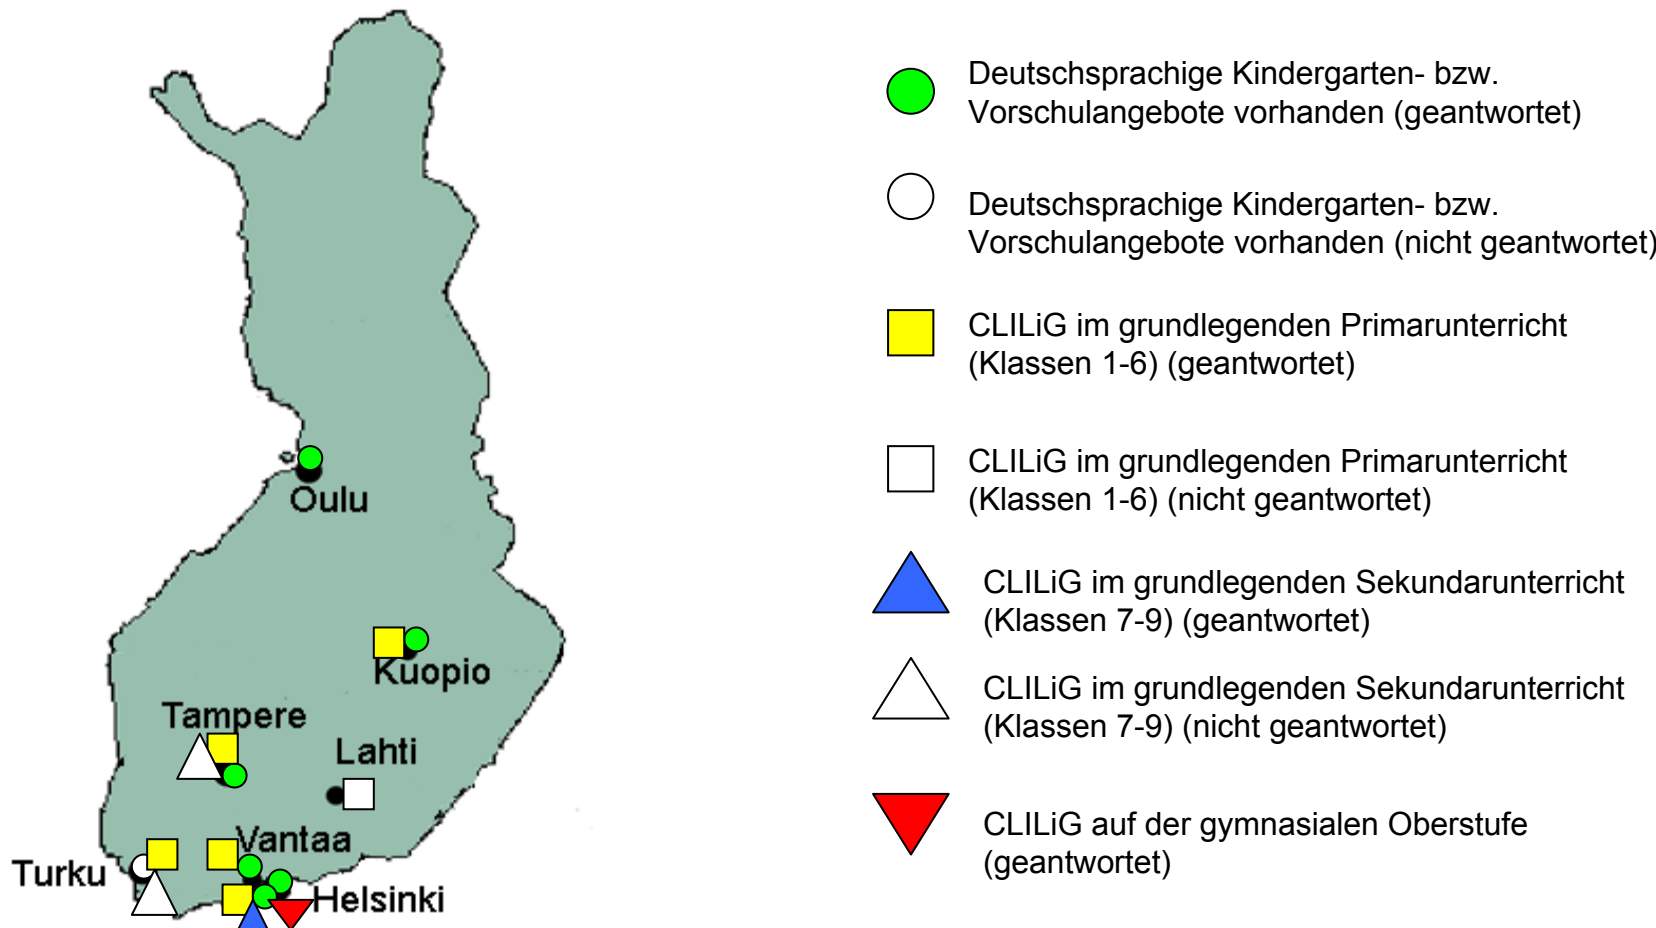 Oulu
Kuopio
Tampere
Lahti
Vantaa
Turku
Helsinki
Deutschsprachige Kindergarten- bzw.
Vorschulangebote vorhanden (geantwortet)
Deutschsprachige Kindergarten- bzw.
Vorschulangebote vorhanden (nicht geantwortet)
CLILiG im grundlegenden Primarunterricht
(Klassen 1-6) (geantwortet)
CLILiG im grundlegenden Primarunterricht
(Klassen 1-6) (nicht geantwortet)
CLILiG im grundlegenden Sekundarunterricht
(Klassen 7-9) (geantwortet)
CLILiG im grundlegenden Sekundarunterricht
(Klassen 7-9) (nicht geantwortet)
CLILiG auf der gymnasialen Oberstufe
(geantwortet)